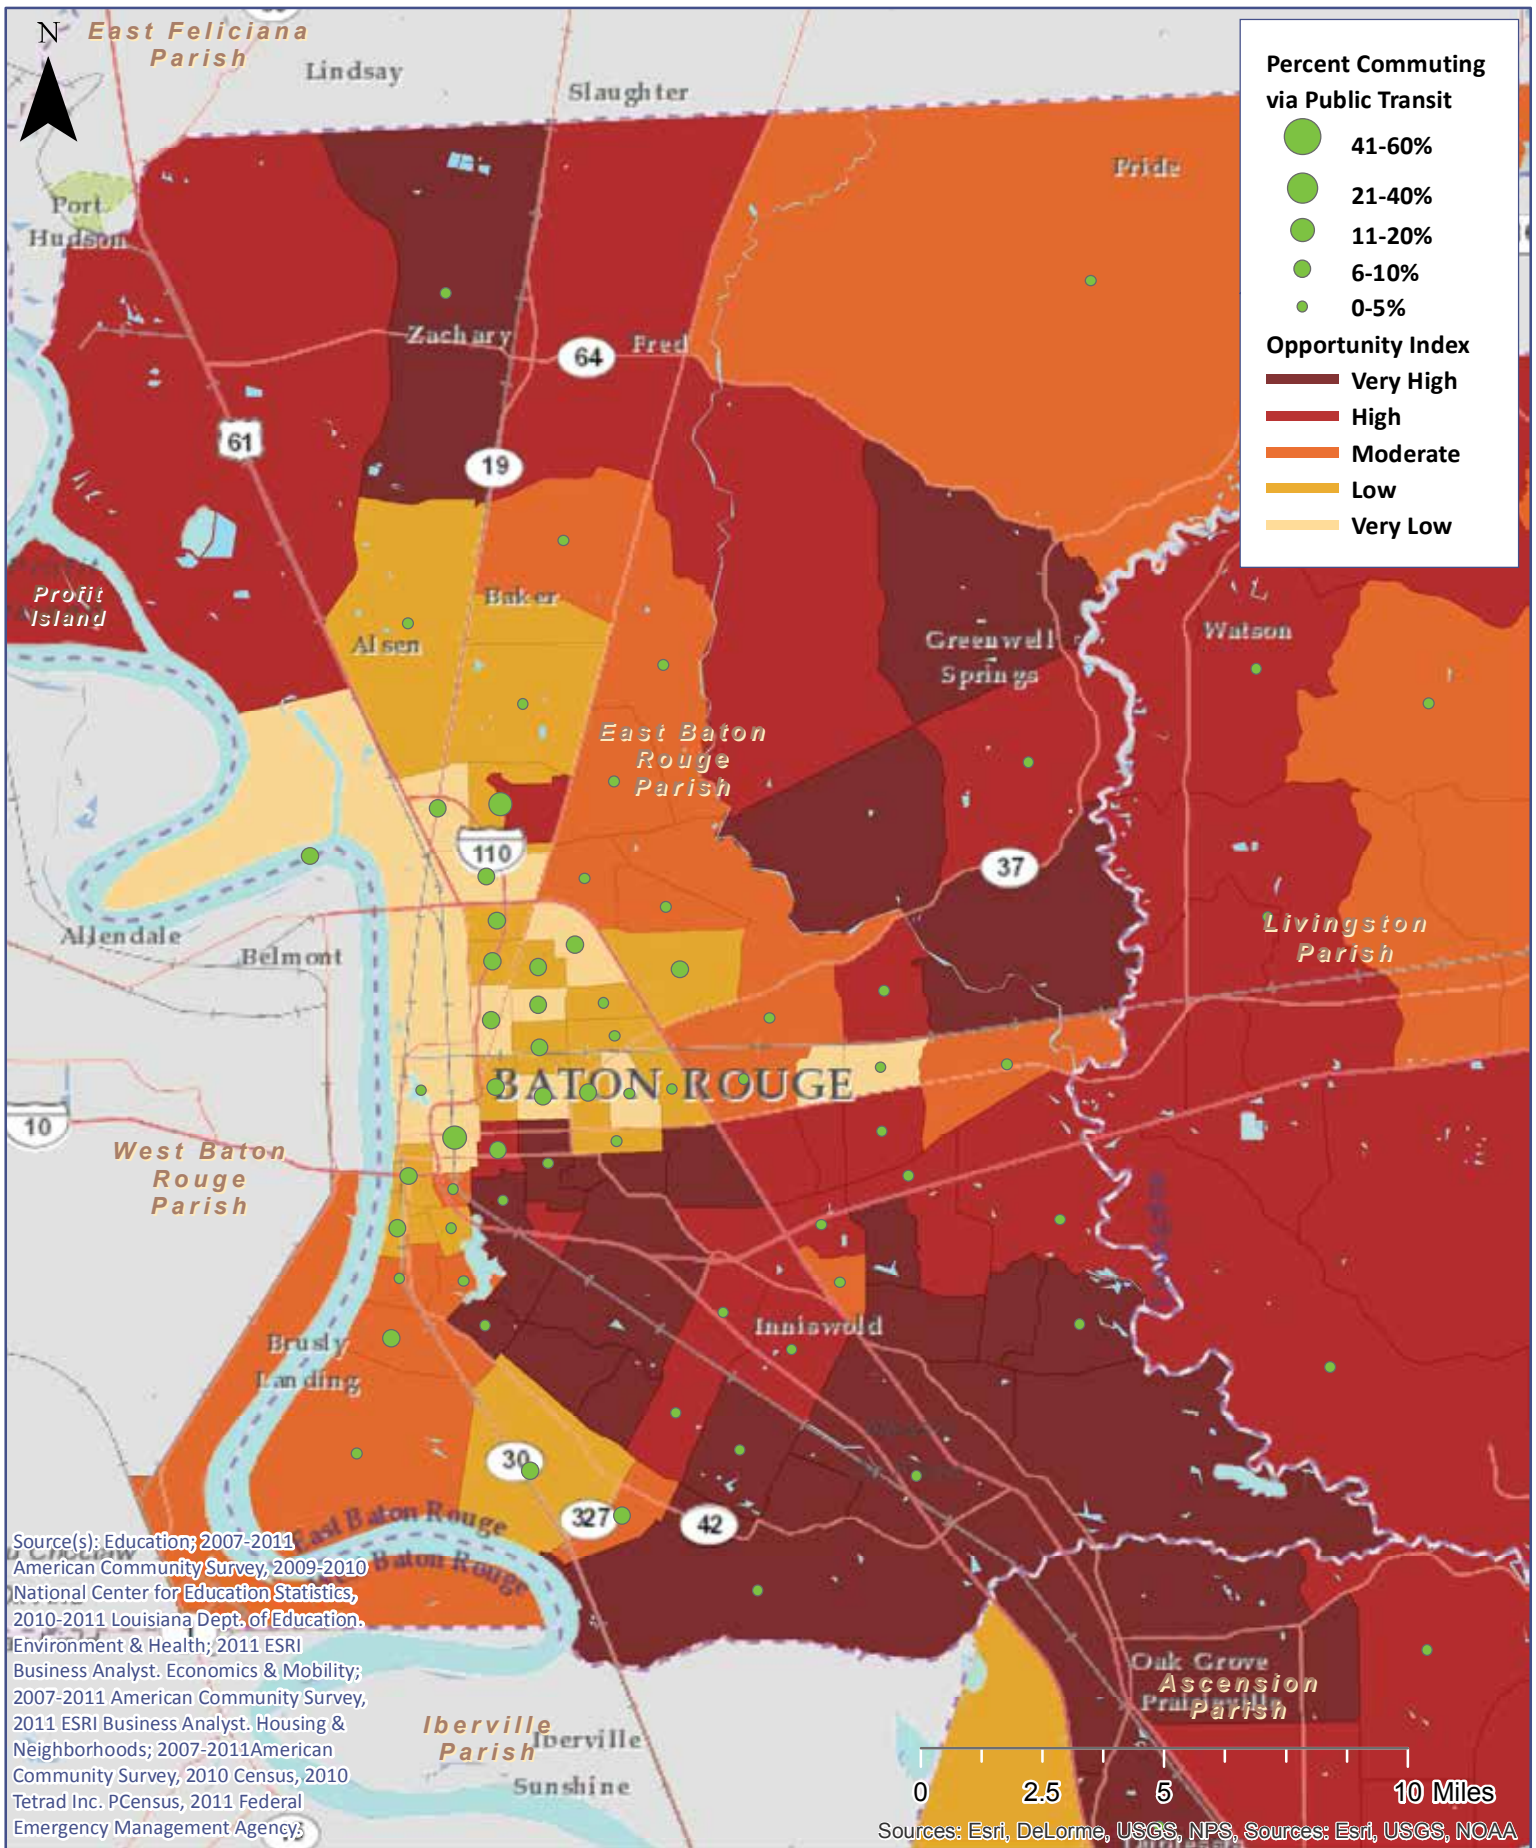 N
East Feliciana
Parish
Lindsay
Slaughter
Percent Commuting
via Public Transit
41-60%
21-40%
11-20%
6-10%
0-5%
Opportunity Index
Very High
High
Moderate
Low
Very Low
Pride
Port
Hudson
Zachary
64
Fred
61
19
Profit
Island
Baker
Alsen
Greenwell
Springs
Watson
East Baton
Rouge
Parish
110
37
Allendale
Belmont
Livingston
Parish
BATON ROUGE
10
West Baton
Rouge
Parish
Inniswold
Brusly
Landing
30
327
42
East Baton Rouge
Baton Rouge
Source(s): Education; 2007-2011
American Community Survey, 2009-2010
National Center for Education Statistics,
2010-2011 Louisiana Dept. of Education.
Environment & Health; 2011 ESRI
Business Analyst. Economics & Mobility;
2007-2011 American Community Survey,
2011 ESRI Business Analyst. Housing &
Neighborhoods; 2007-2011American
Community Survey, 2010 Census, 2010
Tetrad Inc. PCensus, 2011 Federal
Emergency Management Agency.
Oak Grove
Ascension
Prairieville
Parish
Iberville
Parish
Iberville
Sunshine
0 2.5 5 10 Miles
Sources: Esri, DeLorme, USGS, NPS, Sources: Esri, USGS, NOAA